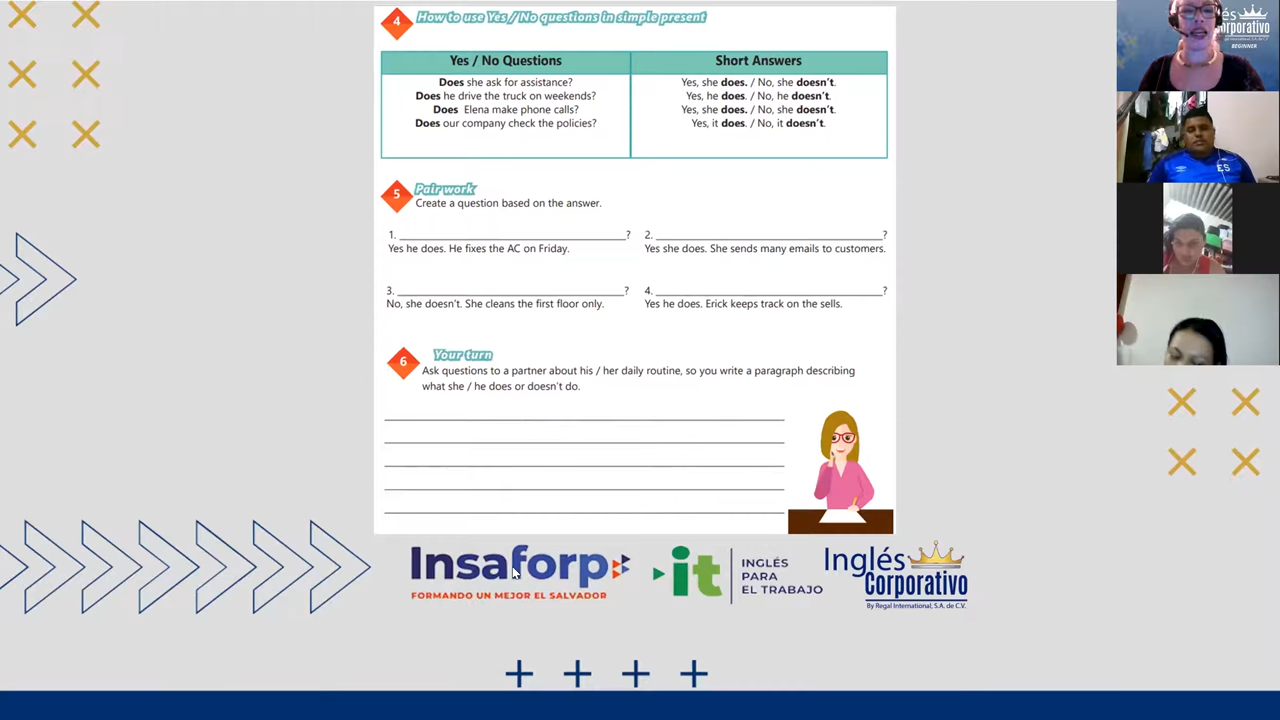 4 How to use Yes / No questions in simple present
Yes / No Questions
Does she ask for assistance?
Does he drive the truck on weekends?
Does Elena make phone calls?
Does our company check the policies?
Short Answers
Yes, she does. / No, she doesn't.
Yes, he does. / No, he doesn't.
Yes, she does. / No, she doesn't.
Yes, it does. / No, it doesn't.
5 Pair work
Create a question based on the answer.
1. ?
Yes he does. He fixes the AC on Friday.
2. ?
Yes she does. She sends many emails to customers.
3. ?
No, she doesn't. She cleans the first floor only.
4. ?
Yes he does. Erick keeps track on the sells.
6 Your turn
Ask questions to a partner about his / her daily routine, so you write a paragraph describing
what she / he does or doesn't do.
Insaforp
FORMANDO UN MEJOR EL SALVADOR
it
INGLÉS
PARA
EL TRABAJO
Inglés
Corporativo
By Regal International, S.A. de C.V.
és
Corporativo
By Regal International, S.A. de C.V.
BEGINNER
ES